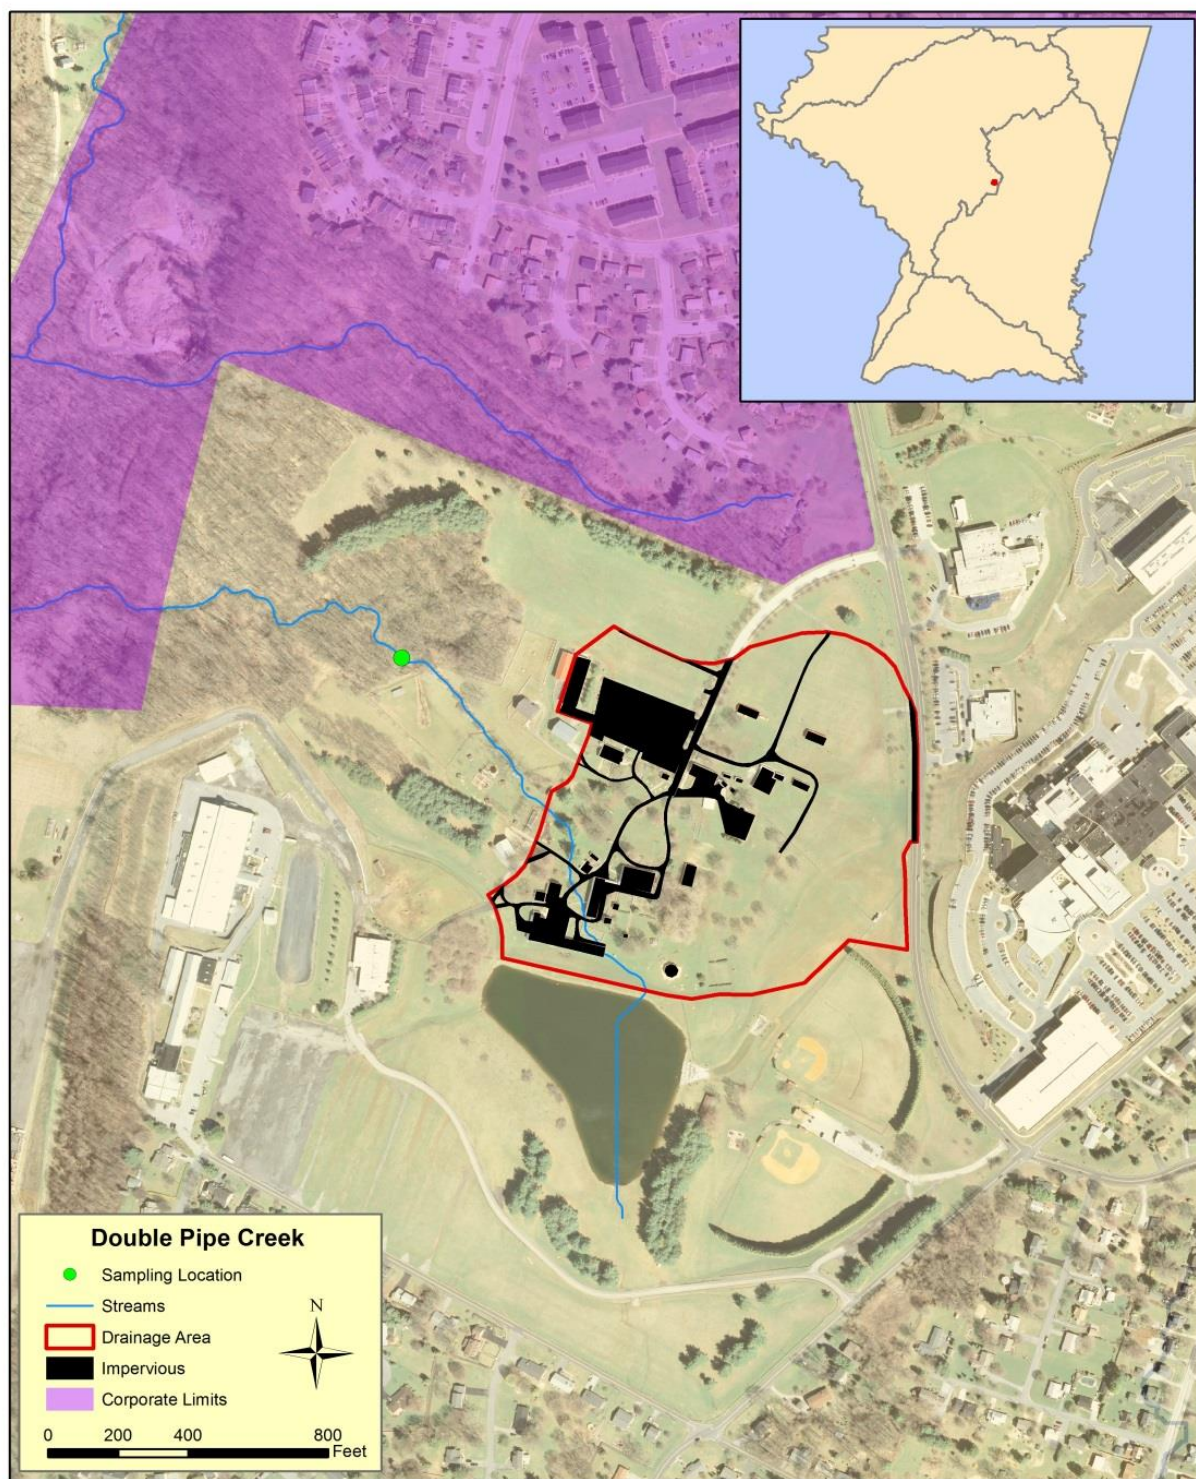 Double Pipe Creek
Sampling Location
Streams
N
Drainage Area
Impervious
Corporate Limits
0 200 400 800
Feet